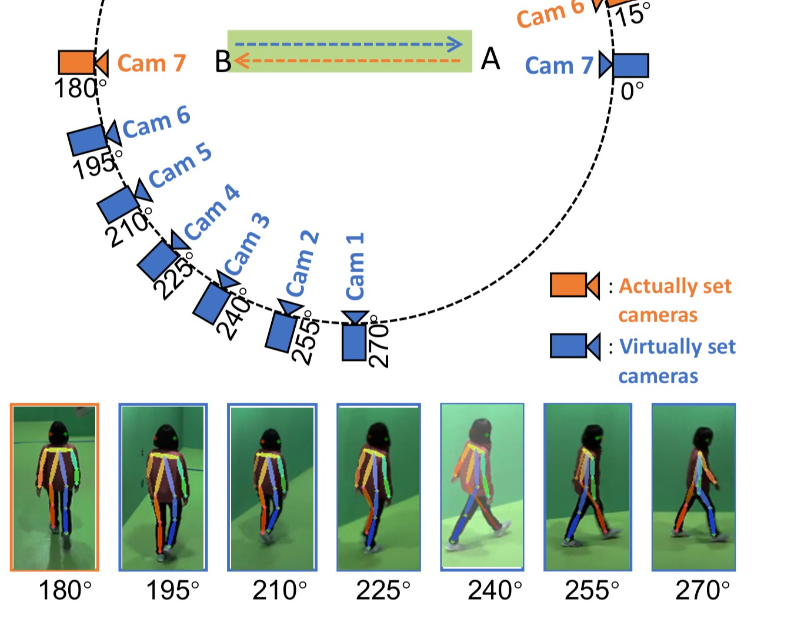 Cam 6
15°
B
A
Cam 7
180°
Cam 7
0°
Cam 6
195°
Cam 5
210°
Cam 4
225°
Cam 3
240°
Cam 2
255°
Cam 1
270°
: Actually set
cameras
: Virtually set
cameras
180°
195°
210°
225°
240°
255°
270°